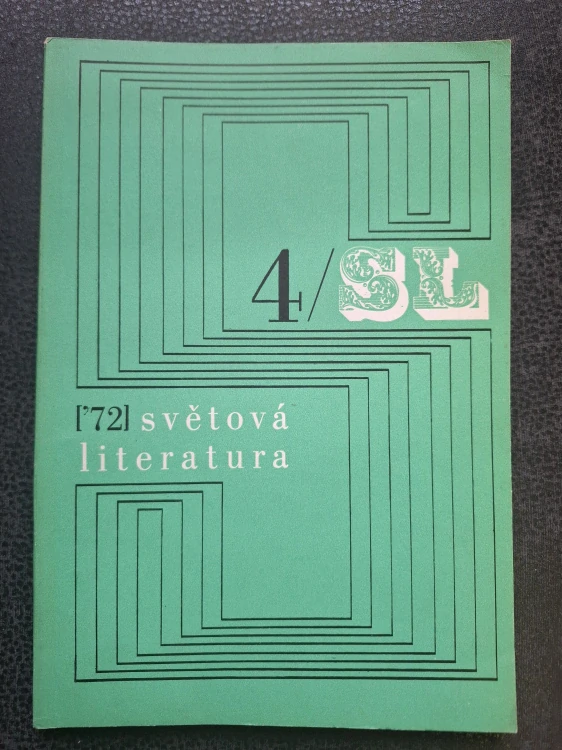 4/SL
['72] světová
literatura